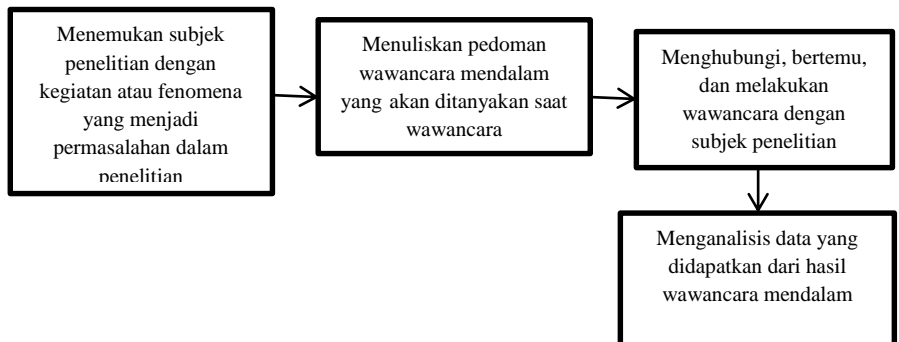 Menemukan subjek
penelitian dengan
kegiatan atau fenomena
yang menjadi
permasalahan dalam
penelitian
Menuliskan pedoman
wawancara mendalam
yang akan ditanyakan saat
wawancara
Menghubungi, bertemu,
dan melakukan
wawancara dengan
subjek penelitian
Menganalisis data yang
didapatkan dari hasil
wawancara mendalam